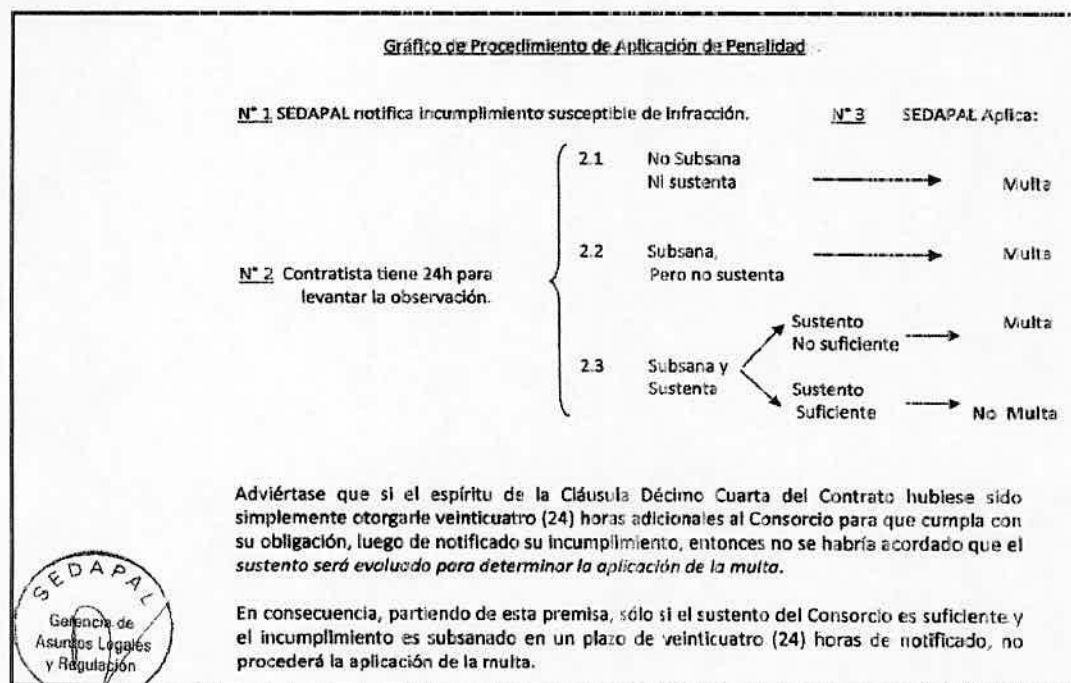 Gráfico de Procedimiento de Aplicación de Penalidad
N° 1 SEDAPAL notifica incumplimiento susceptible de infracción.
N° 3 SEDAPAL Aplica:
2.1 No Subsana
Ni sustenta
Multa
2.2 Subsana,
Pero no sustenta
Multa
N° 2 Contratista tiene 24h para
levantar la observación.
2.3 Subsana y
Sustenta
Sustento
No suficiente
Multa
Sustento
Suficiente
No Multa
Adviértase que si el espíritu de la Cláusula Décimo Cuarta del Contrato hubiese sido
simplemente otorgarle veinticuatro (24) horas adicionales al Consorcio para que cumpla con
su obligación, luego de notificado su incumplimiento, entonces no se habría acordado que el
sustento será evaluado para determinar la aplicación de la multa.
En consecuencia, partiendo de esta premisa, sólo si el sustento del Consorcio es suficiente y
el incumplimiento es subsanado en un plazo de veinticuatro (24) horas de notificado, no
procederá la aplicación de la multa.
SEDAPAL
Gerencia de
Asuntos Legales
y Regulación